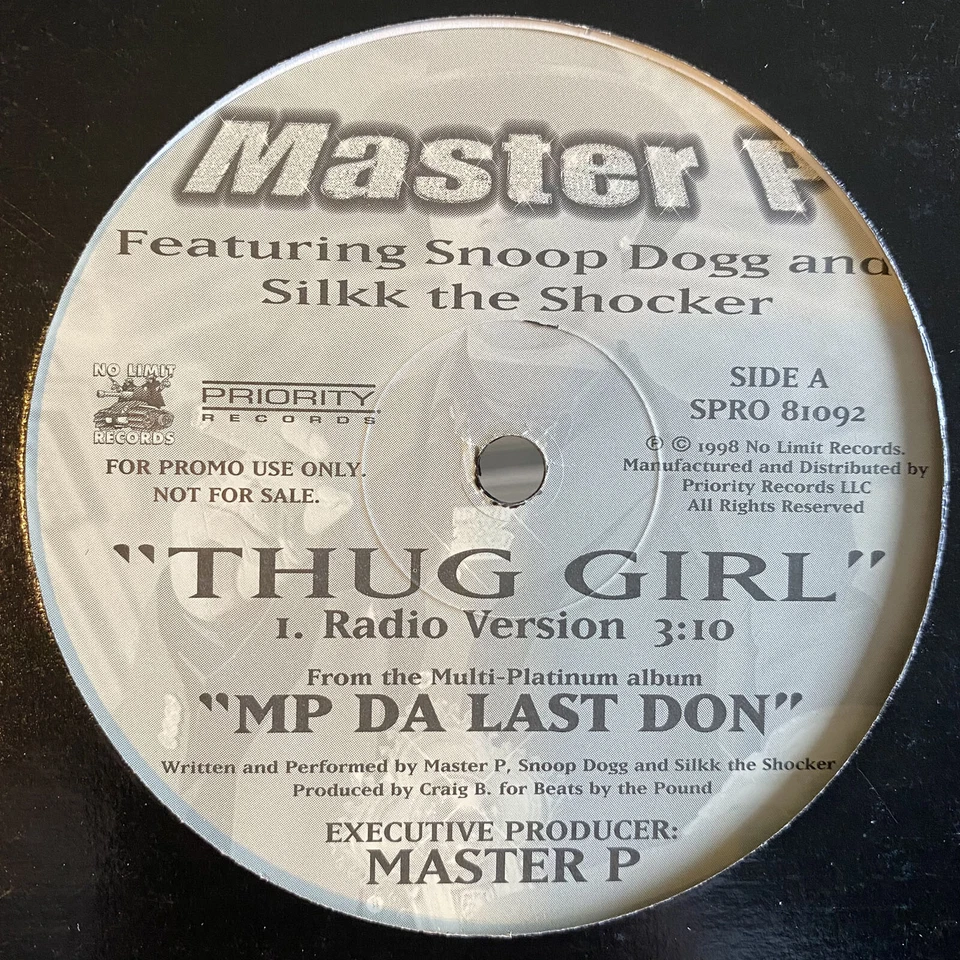 Master P
Featuring Snoop Dogg and
Silkk the Shocker
NO LIMIT
RECORDS
PRIORITY
RECORDS
FOR PROMO USE ONLY.
NOT FOR SALE.
SIDE A
SPRO 81092
℗ © 1998 No Limit Records.
Manufactured and Distributed by
Priority Records LLC
All Rights Reserved
"THUG GIRL"
1. Radio Version 3:10
From the Multi-Platinum album
"MP DA LAST DON"
Written and Performed by Master P, Snoop Dogg and Silkk the Shocker
Produced by Craig B. for Beats by the Pound
EXECUTIVE PRODUCER:
MASTER P